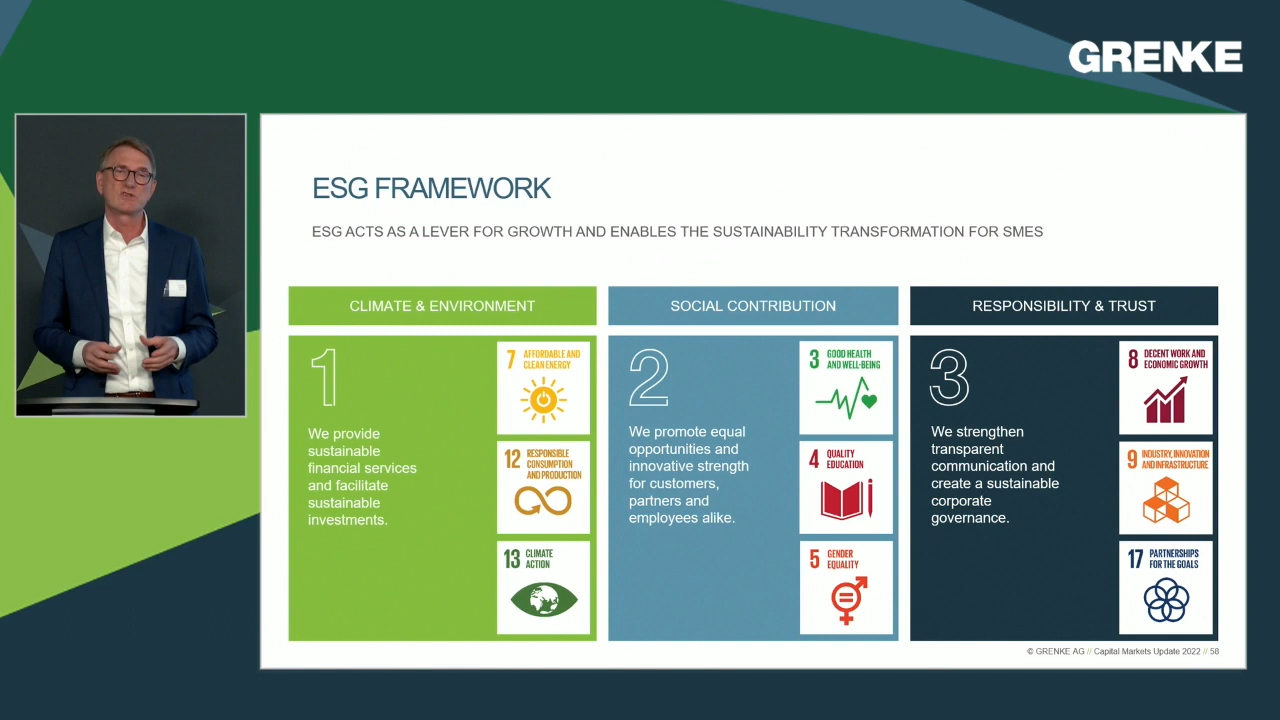 GRENKE
ESG FRAMEWORK
ESG ACTS AS A LEVER FOR GROWTH AND ENABLES THE SUSTAINABILITY TRANSFORMATION FOR SMES
CLIMATE & ENVIRONMENT
1
We provide
sustainable
financial services
and facilitate
sustainable
investments.
7 AFFORDABLE AND
CLEAN ENERGY
12 RESPONSIBLE
CONSUMPTION
AND PRODUCTION
13 CLIMATE
ACTION
SOCIAL CONTRIBUTION
2
We promote equal
opportunities and
innovative strength
for customers,
partners and
employees alike.
3 GOOD HEALTH
AND WELL-BEING
4 QUALITY
EDUCATION
5 GENDER
EQUALITY
RESPONSIBILITY & TRUST
3
We strengthen
transparent
communication and
create a sustainable
corporate
governance.
8 DECENT WORK AND
ECONOMIC GROWTH
9 INDUSTRY, INNOVATION
AND INFRASTRUCTURE
17 PARTNERSHIPS
FOR THE GOALS
© GRENKE AG // Capital Markets Update 2022 // 58